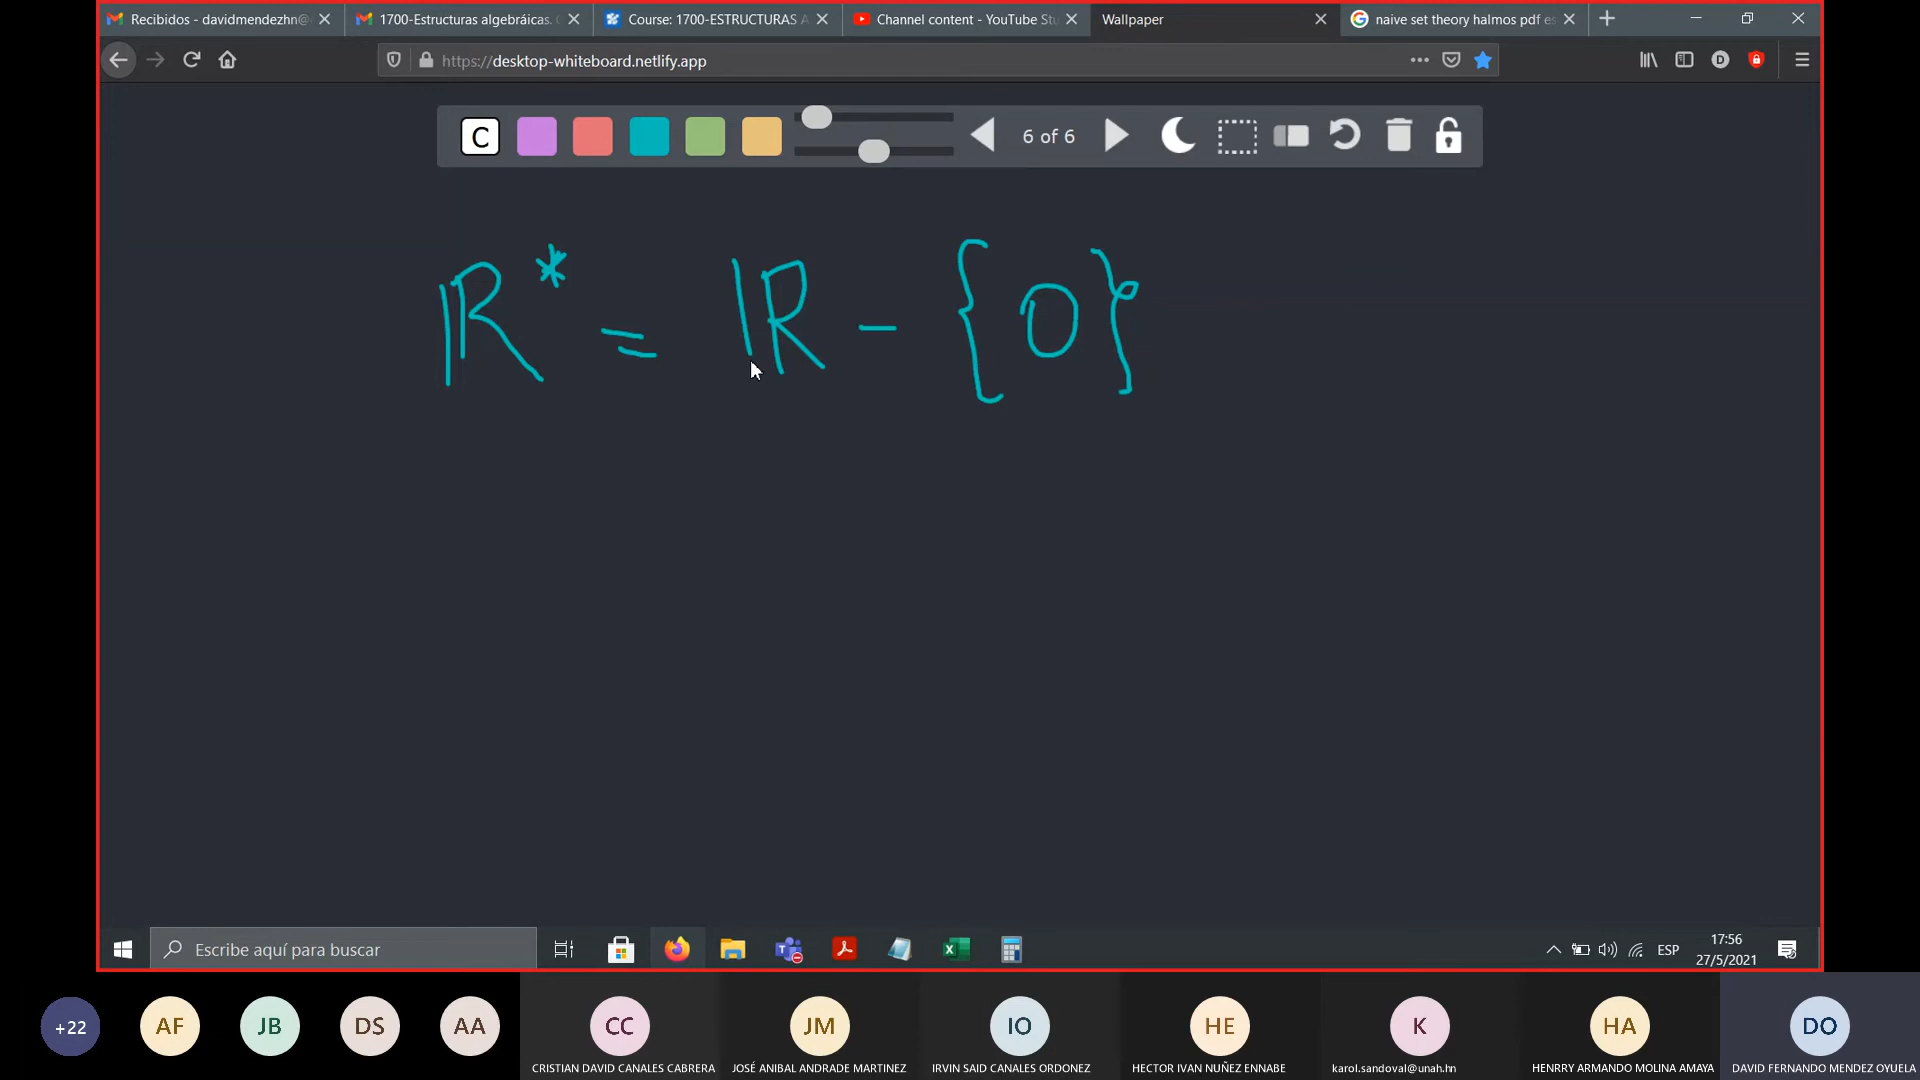 Recibidos - davidmendezhn@
1700-Estructuras algebráicas.
Course: 1700-ESTRUCTURAS A
Channel content - YouTube Stu
Wallpaper
naive set theory halmos pdf es
https://desktop-whiteboard.netlify.app
C
6 of 6
ℝ* = ℝ - {0}
Escribe aquí para buscar
ESP
17:56
27/5/2021
+22
AF
JB
DS
AA
CC
JM
IO
HE
K
HA
DO
CRISTIAN DAVID CANALES CABRERA
JOSÉ ANIBAL ANDRADE MARTINEZ
IRVIN SAID CANALES ORDONEZ
HECTOR IVAN NUÑEZ ENNABE
karol.sandoval@unah.hn
HENRRY ARMANDO MOLINA AMAYA
DAVID FERNANDO MENDEZ OYUELA